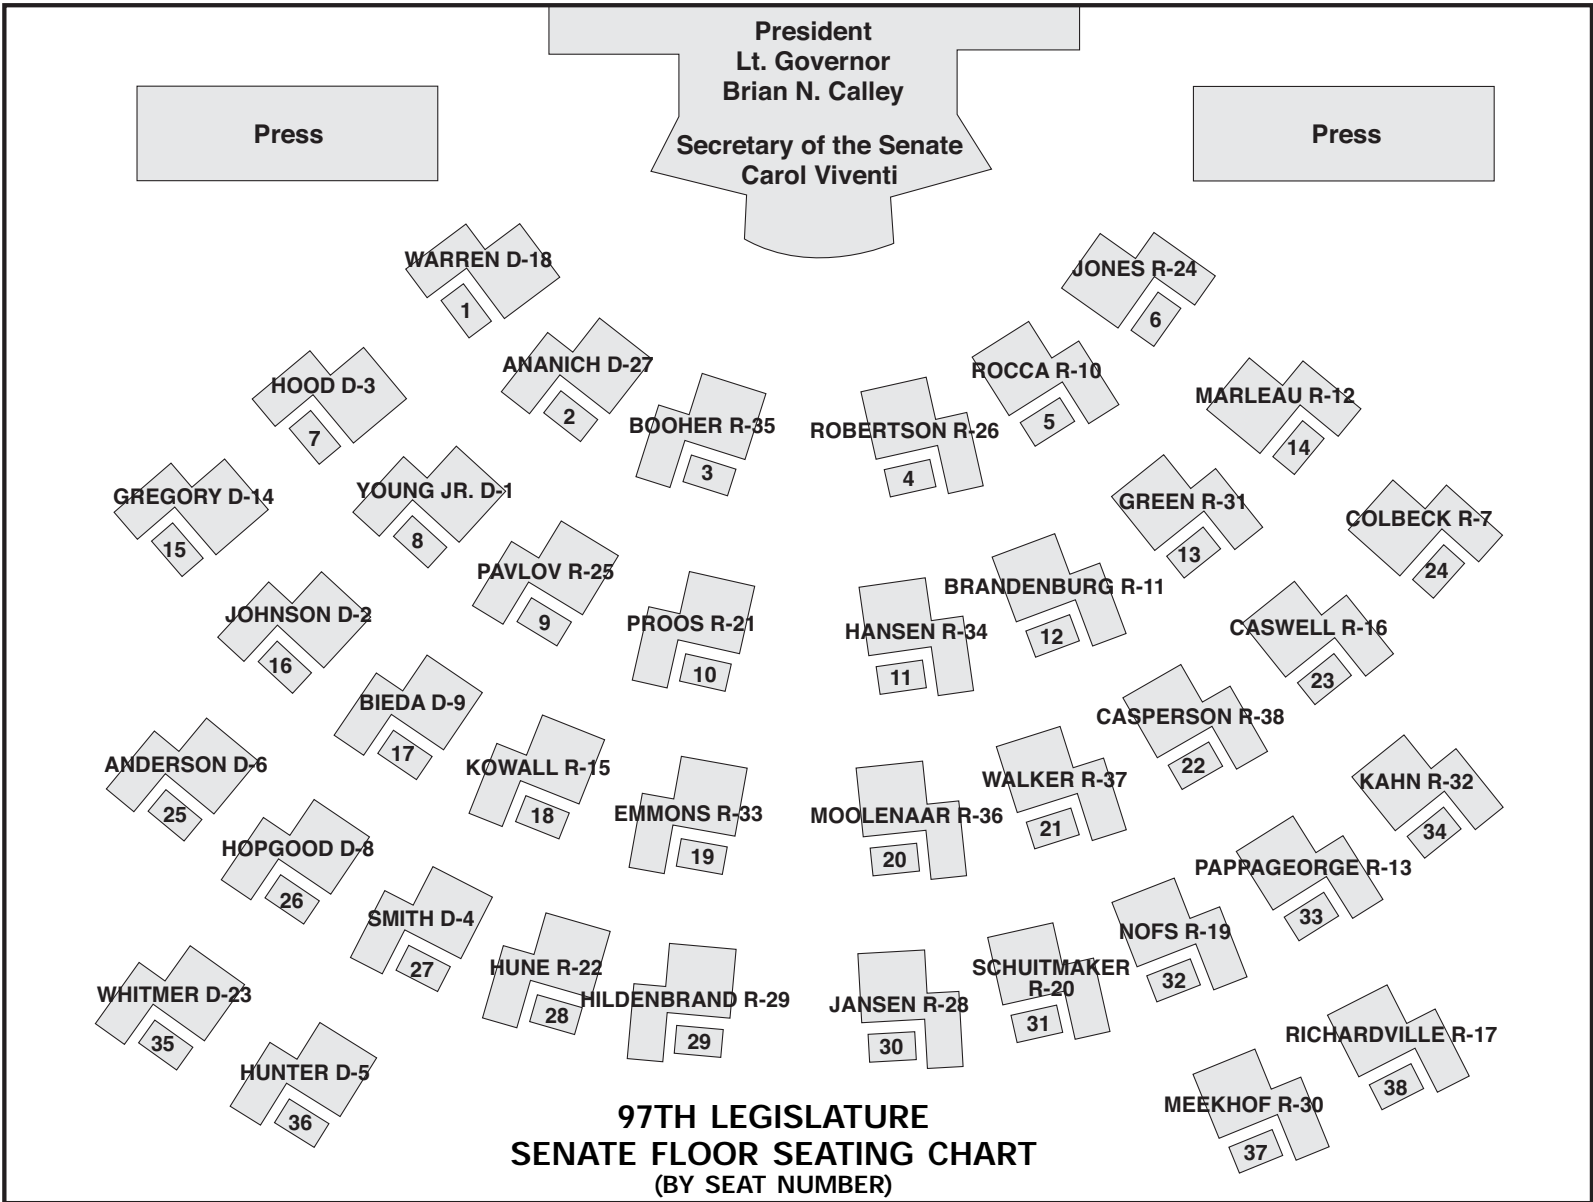 President
Lt. Governor
Brian N. Calley
Secretary of the Senate
Carol Viventi
Press
Press
WARREN D-18
1
ANANICH D-27
2
BOOHER R-35
3
ROBERTSON R-26
4
ROCCA R-10
5
JONES R-24
6
HOOD D-3
7
YOUNG JR. D-1
8
PAVLOV R-25
9
PROOS R-21
10
HANSEN R-34
11
BRANDENBURG R-11
12
GREEN R-31
13
MARLEAU R-12
14
GREGORY D-14
15
JOHNSON D-2
16
BIEDA D-9
17
KOWALL R-15
18
EMMONS R-33
19
MOOLENAAR R-36
20
WALKER R-37
21
CASPERSON R-38
22
CASWELL R-16
23
COLBECK R-7
24
ANDERSON D-6
25
HOPGOOD D-8
26
SMITH D-4
27
HUNE R-22
28
HILDENBRAND R-29
29
JANSEN R-28
30
SCHUITMAKER
R-20
31
NOFS R-19
32
PAPPAGEORGE R-13
33
KAHN R-32
34
WHITMER D-23
35
HUNTER D-5
36
MEEKHOF R-30
37
RICHARDVILLE R-17
38
97TH LEGISLATURE
SENATE FLOOR SEATING CHART
(BY SEAT NUMBER)